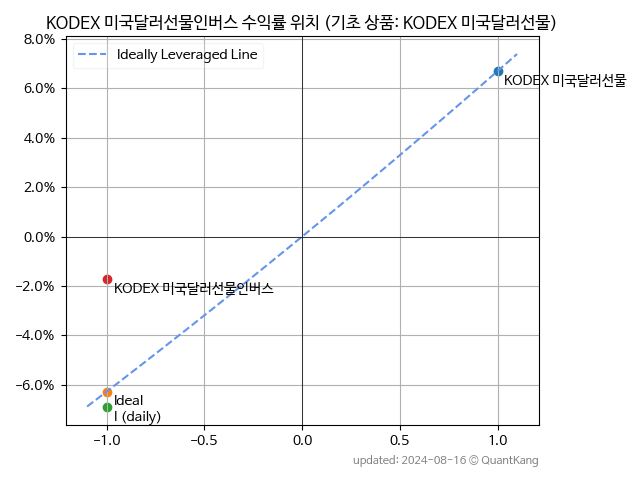 KODEX 미국달러선물인버스 수익률 위치 (기초 상품: KODEX 미국달러선물)
8.0%
Ideally Leveraged Line
6.0%
KODEX 미국달러선물
4.0%
2.0%
0.0%
−2.0%
KODEX 미국달러선물인버스
−4.0%
−6.0%
Ideal
I (daily)
−1.0 −0.5 0.0 0.5 1.0
updated: 2024-08-16 © QuantKang